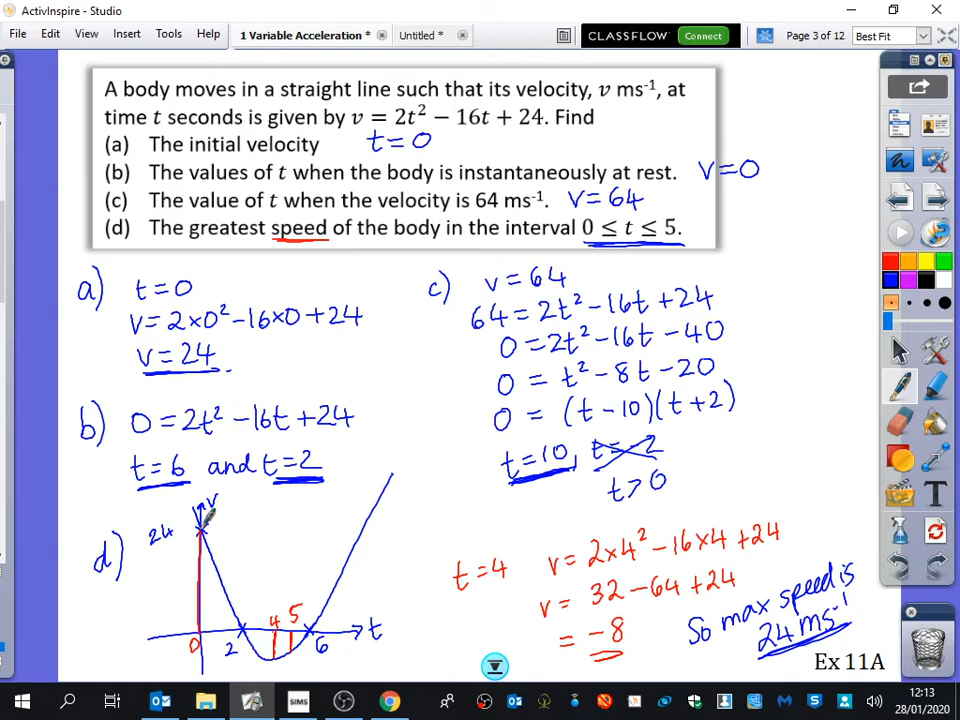 ActivInspire - Studio
File Edit View Insert Tools Help
1 Variable Acceleration * Untitled *
CLASSFLOW Connect
Page 3 of 12
Best Fit
A body moves in a straight line such that its velocity, v ms⁻¹, at
time t seconds is given by v = 2t² − 16t + 24. Find
(a) The initial velocity t = 0
(b) The values of t when the body is instantaneously at rest. v = 0
(c) The value of t when the velocity is 64 ms⁻¹. v = 64
(d) The greatest speed of the body in the interval 0 ≤ t ≤ 5.
a) t = 0
v = 2×0² − 16×0 + 24
v = 24
b) 0 = 2t² − 16t + 24
t = 6 and t = 2
c) v = 64
64 = 2t² − 16t + 24
0 = 2t² − 16t − 40
0 = t² − 8t − 20
0 = (t − 10)(t + 2)
t = 10, t = −2
t > 0
d)
v
24
0 2 4 5 6 t
t = 4 v = 2×4² − 16×4 + 24
v = 32 − 64 + 24
= −8
So max speed is
24 ms⁻¹
Ex 11A
SIMS
12:13
28/01/2020